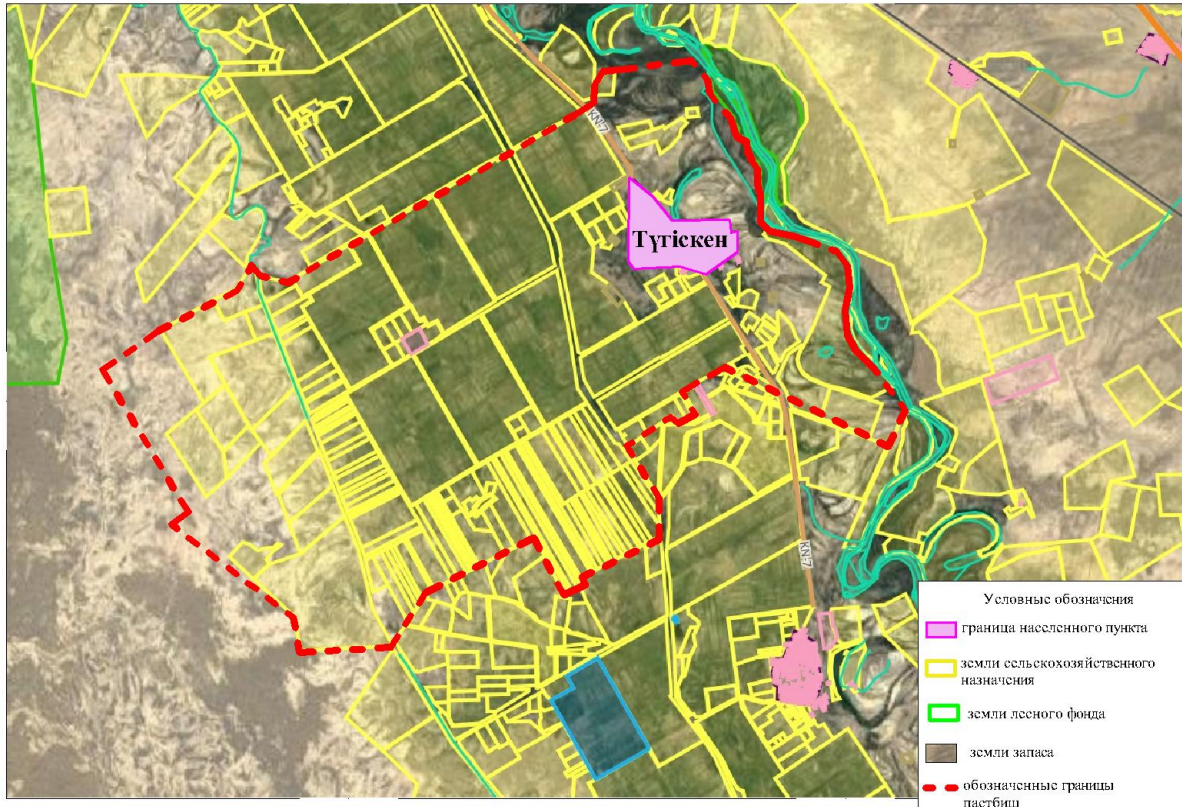 KN-7
Түгіскен
KN-7
Условные обозначения
граница населенного пункта
земли сельскохозяйственного
назначения
земли лесного фонда
земли запаса
обозначенные границы
пастбищ